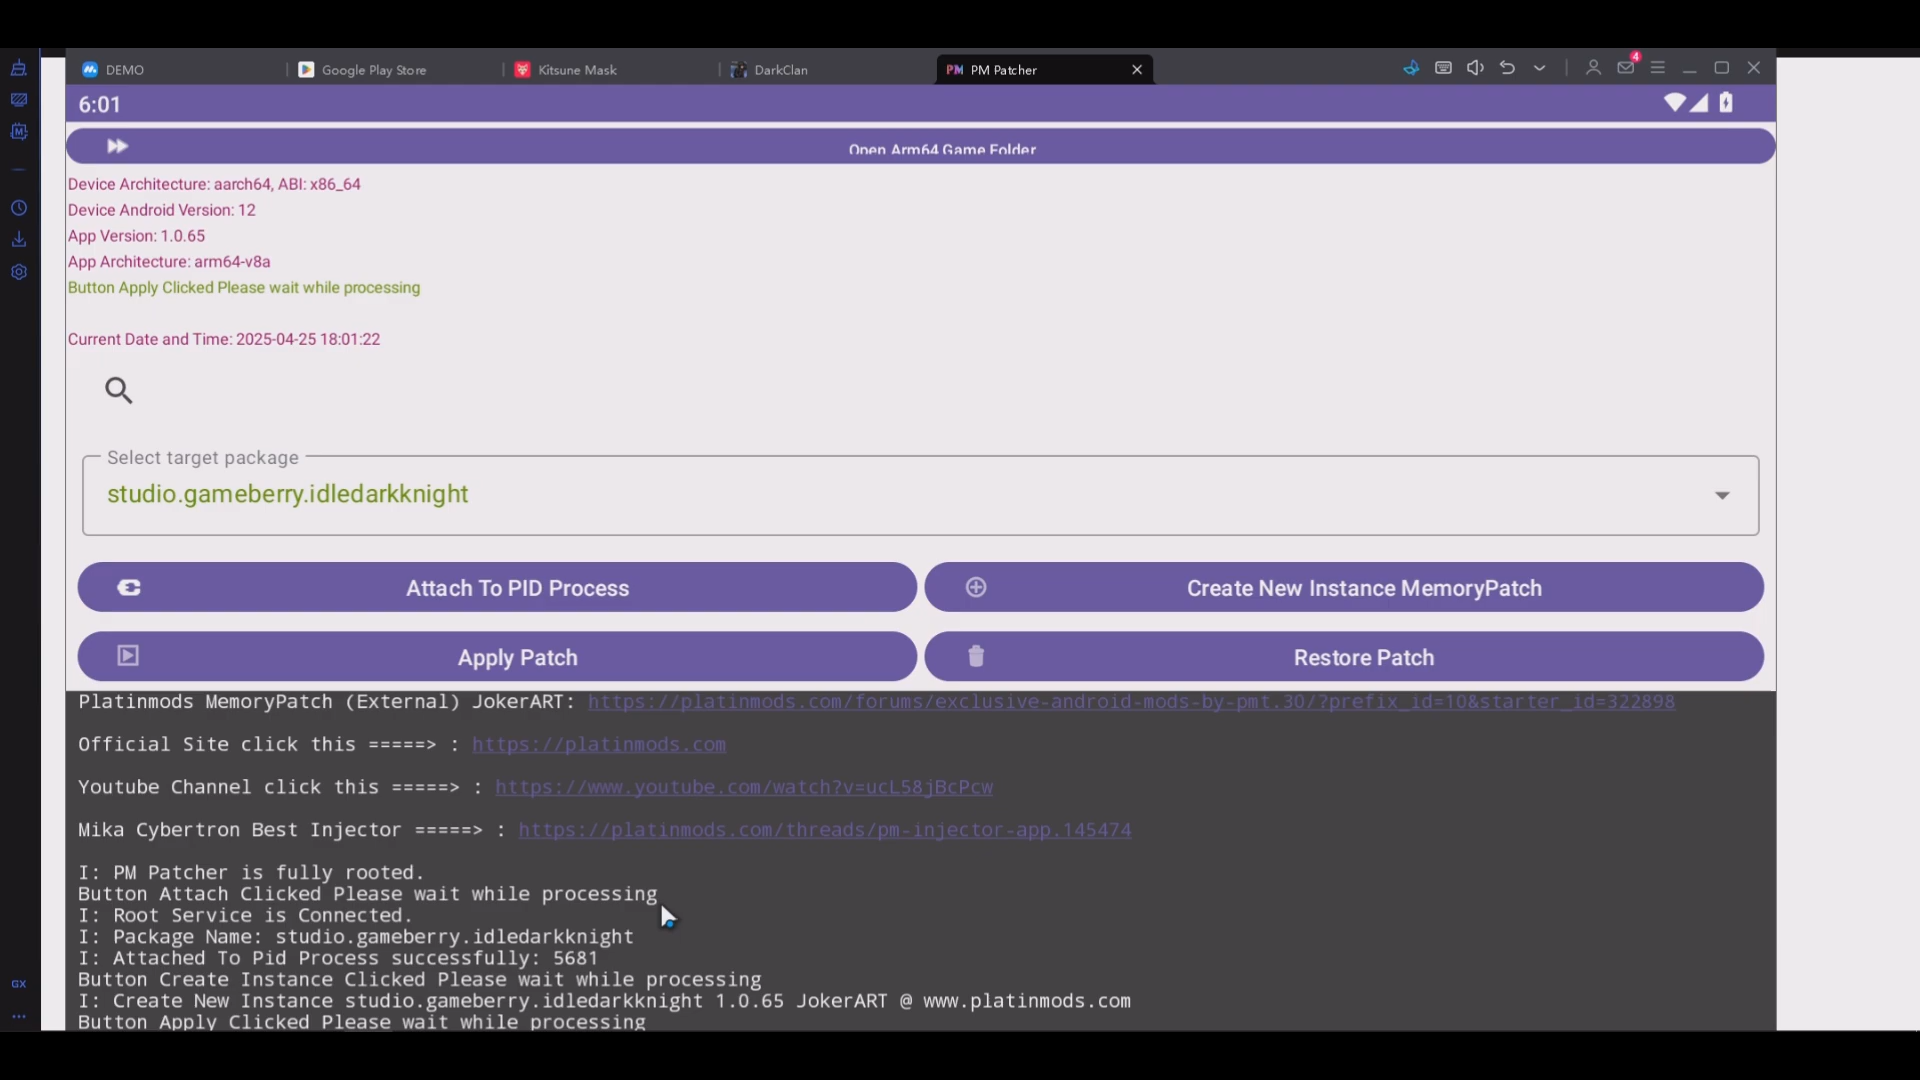 DEMO
Google Play Store
Kitsune Mask
DarkClan
PM PM Patcher
4
6:01
Open Arm64 Game Folder
Device Architecture: aarch64, ABI: x86_64
Device Android Version: 12
App Version: 1.0.65
App Architecture: arm64-v8a
Button Apply Clicked Please wait while processing
Current Date and Time: 2025-04-25 18:01:22
Select target package
studio.gameberry.idledarkknight
Attach To PID Process
Create New Instance MemoryPatch
Apply Patch
Restore Patch
Platinmods MemoryPatch (External) JokerART: https://platinmods.com/forums/exclusive-android-mods-by-pmt.30/?prefix_id=10&starter_id=322898
Official Site click this =====> : https://platinmods.com
Youtube Channel click this =====> : https://www.youtube.com/watch?v=ucL58jBcPcw
Mika Cybertron Best Injector =====> : https://platinmods.com/threads/pm-injector-app.145474
I: PM Patcher is fully rooted.
Button Attach Clicked Please wait while processing
I: Root Service is Connected.
I: Package Name: studio.gameberry.idledarkknight
I: Attached To Pid Process successfully: 5681
Button Create Instance Clicked Please wait while processing
I: Create New Instance studio.gameberry.idledarkknight 1.0.65 JokerART @ www.platinmods.com
Button Apply Clicked Please wait while processing
GX